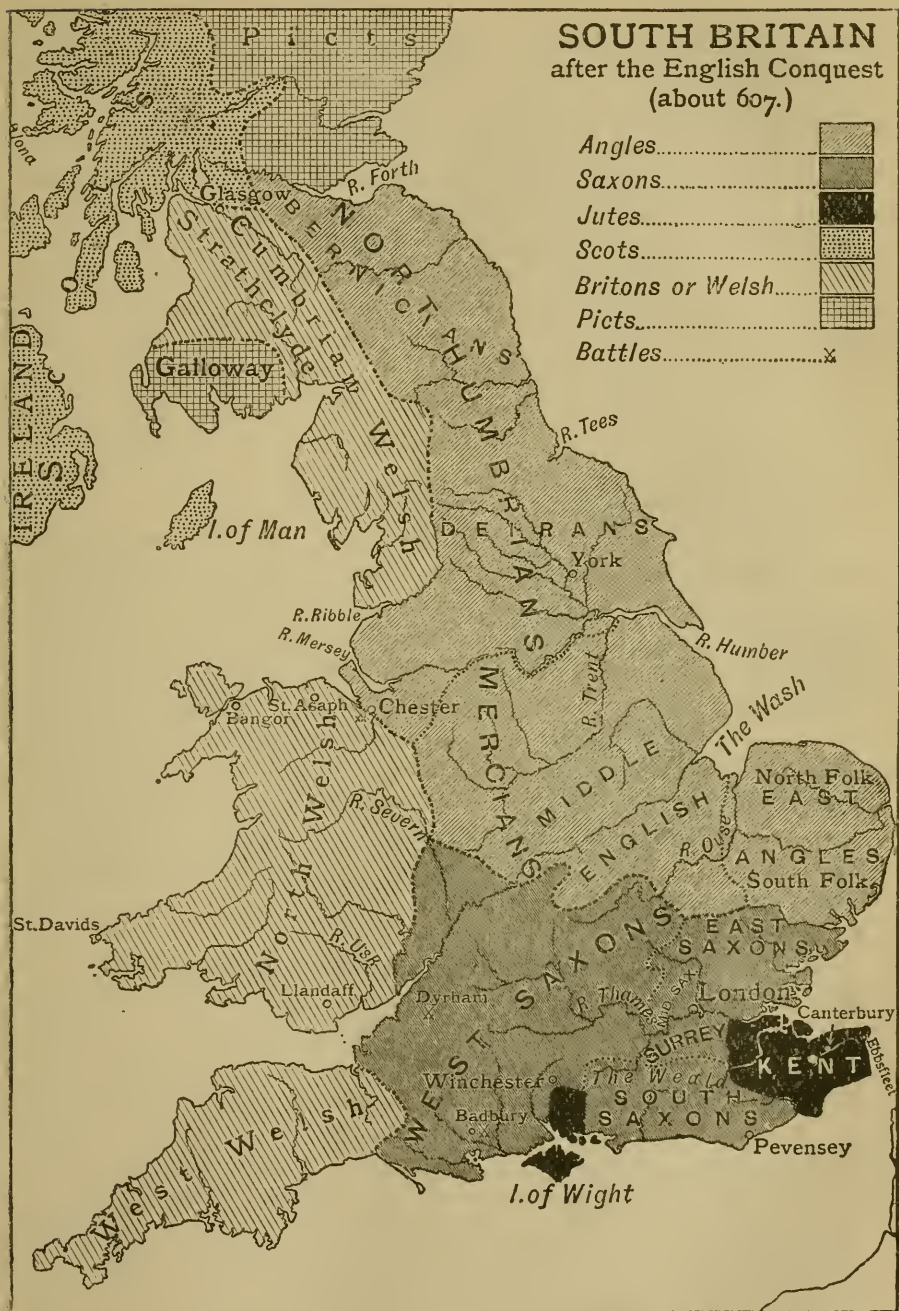 SOUTH BRITAIN
after the English Conquest
(about 607.)
Angles
Saxons
Jutes
Scots
Britons or Welsh
Picts
Battles
Picts
SCOTS
Iona
R. Forth
Glasgow
BERNICIANS
NORTHUMBRIANS
Strathclyde
Cumbrian Welsh
Galloway
IRELAND
R. Tees
I. of Man
DEIRANS
York
R. Ribble
R. Mersey
R. Humber
R. Trent
St. Asaph
Bangor
Chester
MERCIANS
The Wash
MIDDLE
ENGLISH
North Folk
EAST
ANGLES
South Folk
R. Ouse
R. Severn
North Welsh
St. Davids
R. Usk
Llandaff
EAST
SAXONS
WEST SAXONS
Dyrham
R. Thames
MID SAX
London
Canterbury
Ebbsfleet
SURREY
KENT
Winchester
The Weald
SOUTH
SAXONS
Badbury
Pevensey
West Welsh
I. of Wight